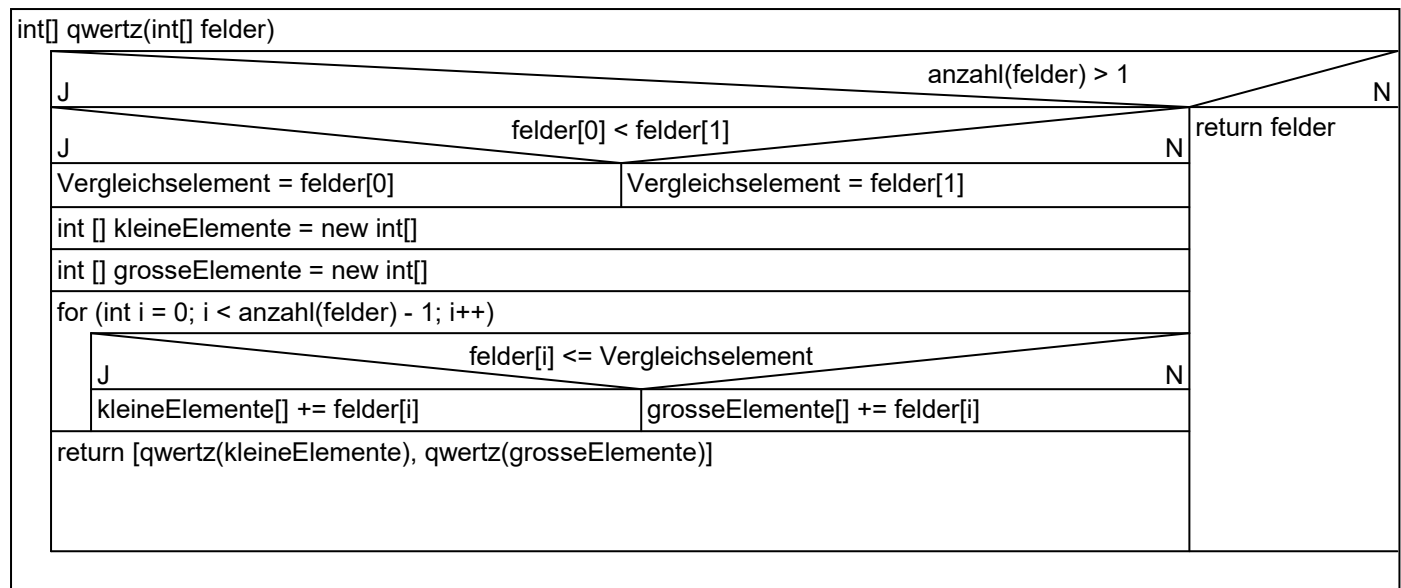 int[] qwertz(int[] felder)
anzahl(felder) > 1
J
N
felder[0] < felder[1]
J
N
return felder
Vergleichselement = felder[0]
Vergleichselement = felder[1]
int [] kleineElemente = new int[]
int [] grosseElemente = new int[]
for (int i = 0; i < anzahl(felder) - 1; i++)
felder[i] <= Vergleichselement
J
N
kleineElemente[] += felder[i]
grosseElemente[] += felder[i]
return [qwertz(kleineElemente), qwertz(grosseElemente)]